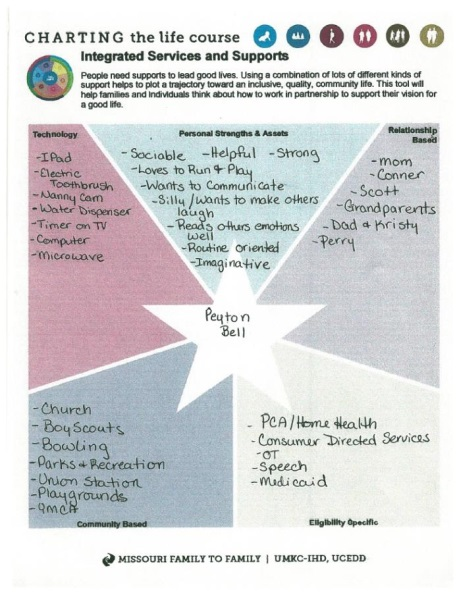 CHARTING the life course
Integrated Services and Supports
People need supports to lead good lives. Using a combination of lots of different kinds of
support helps to plot a trajectory toward an inclusive, quality, community life. This tool will
help families and individuals think about how to work in partnership to support their vision for
a good life.
Technology
-IPad
-Electric
Toothbrush
-Nanny Cam
-Water Dispenser
-Timer on TV
-Computer
-Microwave
Personal Strengths & Assets
-Sociable -Helpful -Strong
-Loves to Run & Play
-Wants to Communicate
-Silly/Wants to make others
laugh
-Reads others emotions
well
-Routine oriented
-Imaginative
Relationship
Based
-mom
-Conner
-Scott
-Grandparents
-Dad & Kristy
-Perry
Peyton
Bell
-Church
-BoyScouts
-Bowling
-Parks & Recreation
-Union Station
-Playgrounds
-YMCA
Community Based
- PCA/Home Health
-Consumer Directed Services
-OT
-Speech
-Medicaid
Eligibility Specific
MISSOURI FAMILY TO FAMILY | UMKC-IHD, UCEDD